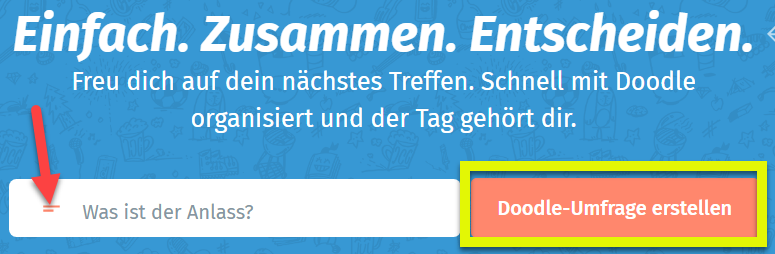 Einfach. Zusammen. Entscheiden.
Freu dich auf dein nächstes Treffen. Schnell mit Doodle
organisiert und der Tag gehört dir.
Was ist der Anlass?
Doodle-Umfrage erstellen